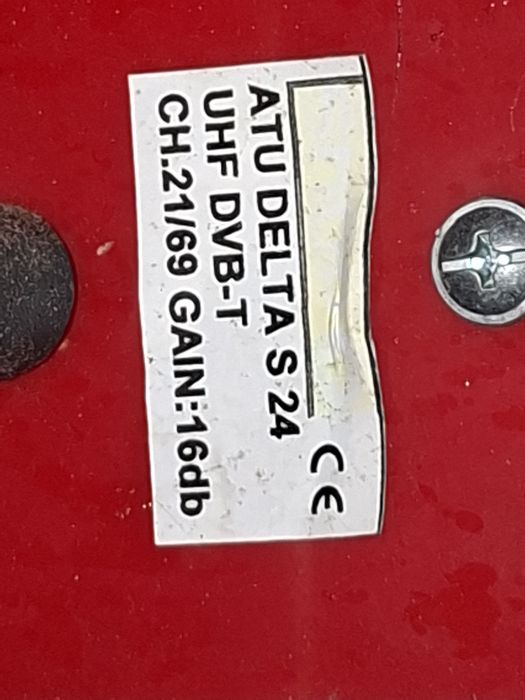 CE
ATU DELTA S 24
UHF DVB-T
CH.21/69 GAIN:16db